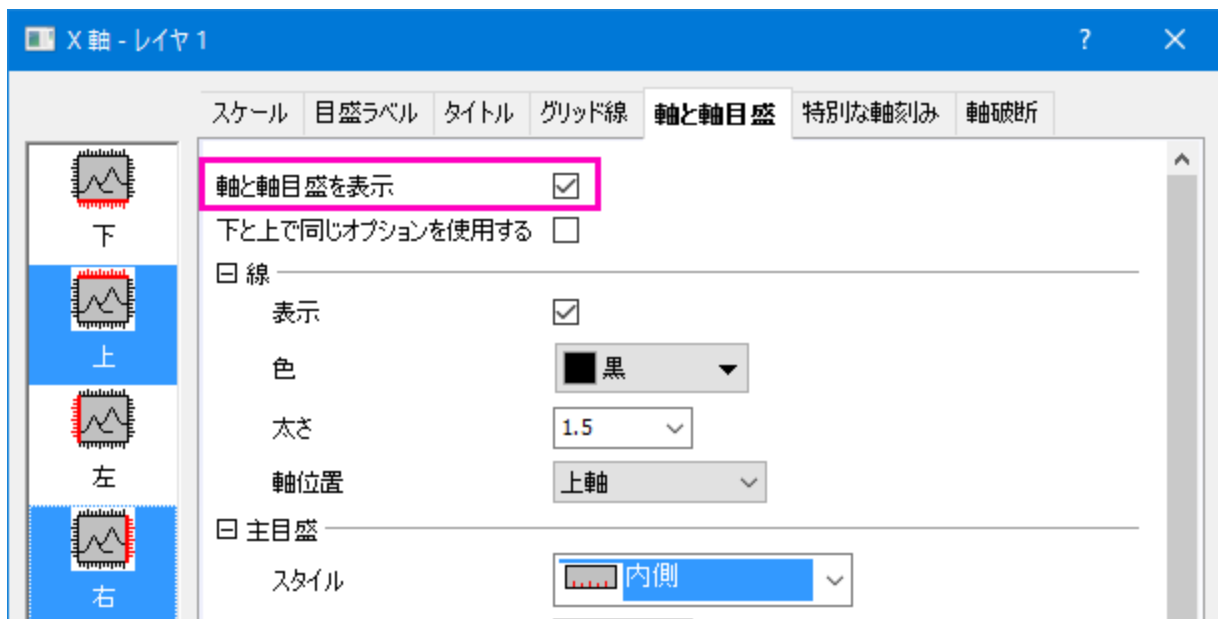 X 軸 - レイヤ 1 ?
スケール 目盛ラベル タイトル グリッド線 軸と軸目盛 特別な軸刻み 軸破断
下
上
左
右
軸と軸目盛を表示
下と上で同じオプションを使用する
線
表示
色 黒
太さ 1.5
軸位置 上軸
主目盛
スタイル 内側